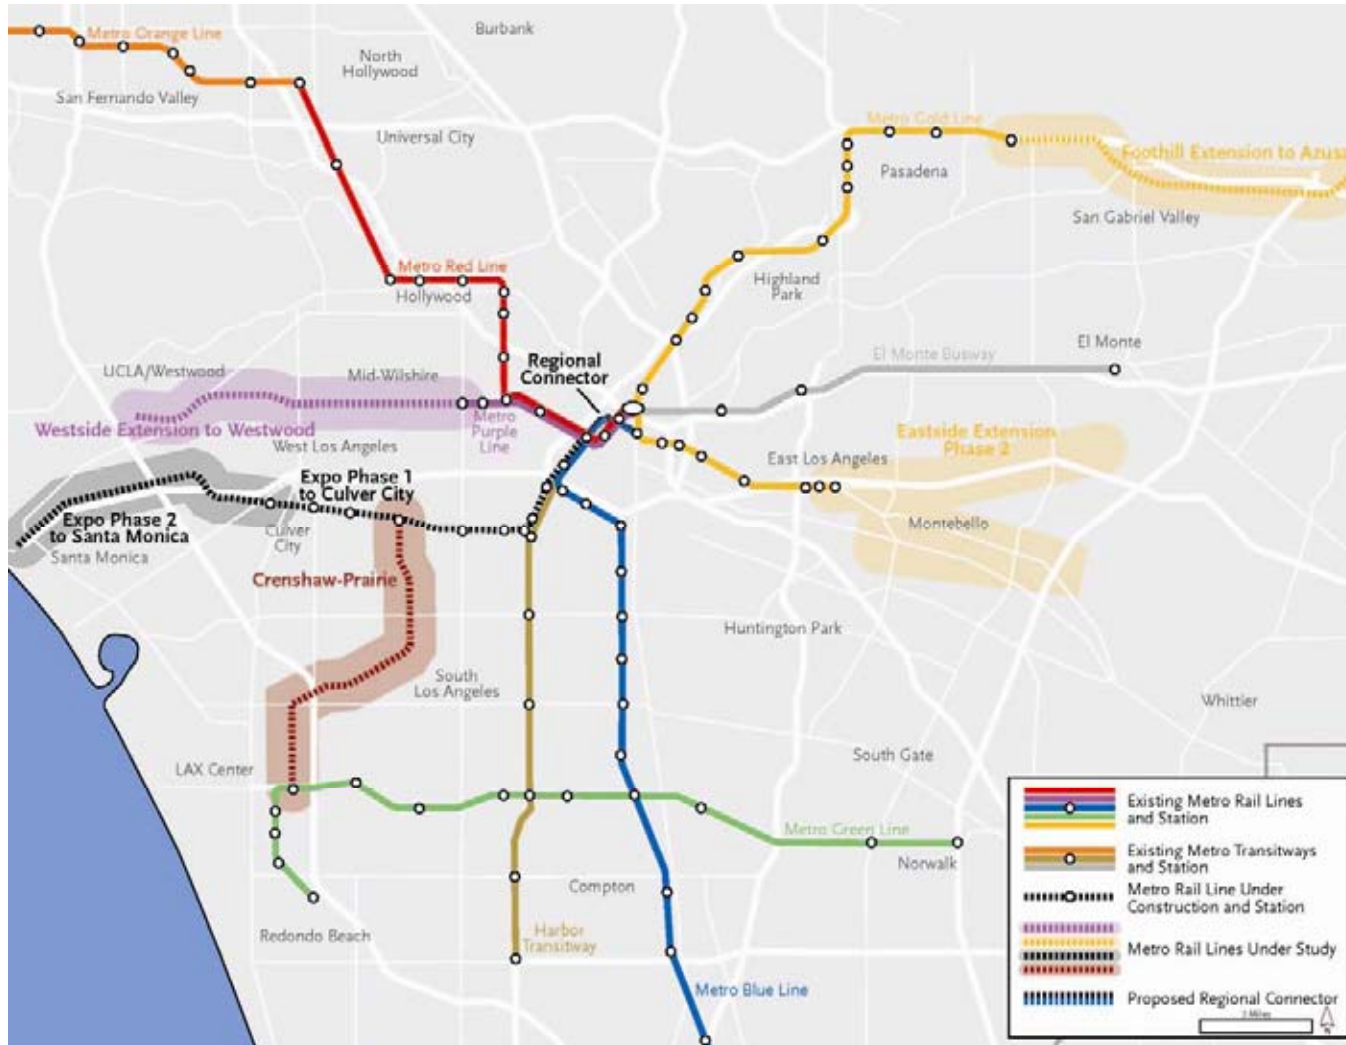 Burbank
Metro Orange Line
North
Hollywood
San Fernando Valley
Universal City
Metro Gold Line
Pasadena
Foothill Extension to Azusa
San Gabriel Valley
Metro Red Line
Hollywood
Highland
Park
El Monte
El Monte Busway
Regional
Connector
UCLA/Westwood
Mid-Wilshire
Metro
Purple
Line
Westside Extension to Westwood
West Los Angeles
Eastside Extension
Phase 2
East Los Angeles
Expo Phase 1
to Culver City
Expo Phase 2
to Santa Monica
Culver
City
Santa Monica
Montebello
Crenshaw-Prairie
Huntington Park
South
Los Angeles
Whittier
South Gate
LAX Center
Metro Green Line
Norwalk
Compton
Redondo Beach
Harbor
Transitway
Metro Blue Line
Existing Metro Rail Lines
and Station
Existing Metro Transitways
and Station
Metro Rail Line Under
Construction and Station
Metro Rail Lines Under Study
Proposed Regional Connector
2 Miles
N